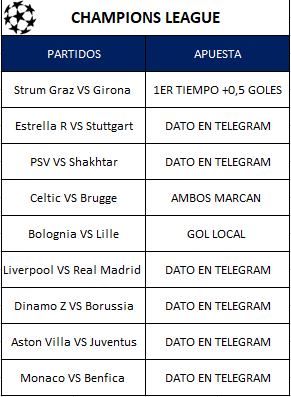 CHAMPIONS LEAGUE
PARTIDOS APUESTA
Strum Graz VS Girona 1ER TIEMPO +0,5 GOLES
Estrella R VS Stuttgart DATO EN TELEGRAM
PSV VS Shakhtar DATO EN TELEGRAM
Celtic VS Brugge AMBOS MARCAN
Bolognia VS Lille GOL LOCAL
Liverpool VS Real Madrid DATO EN TELEGRAM
Dinamo Z VS Borussia DATO EN TELEGRAM
Aston Villa VS Juventus DATO EN TELEGRAM
Monaco VS Benfica DATO EN TELEGRAM